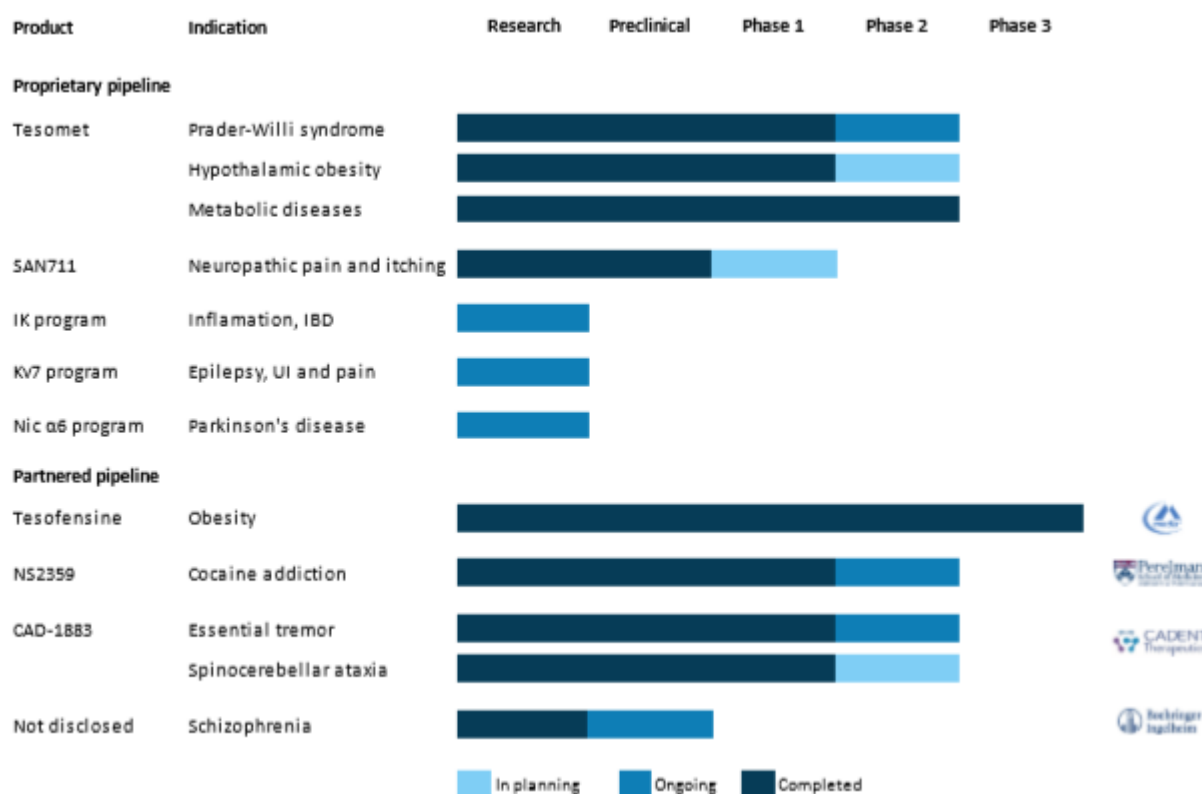 Product Indication Research Preclinical Phase 1 Phase 2 Phase 3
Proprietary pipeline
Tesomet Prader-Willi syndrome
Hypothalamic obesity
Metabolic diseases
SAN711 Neuropathic pain and itching
IK program Inflamation, IBD
Kv7 program Epilepsy, UI and pain
Nic α6 program Parkinson's disease
Partnered pipeline
Tesofensine Obesity
NS2359 Cocaine addiction
Perelman
CAD-1883 Essential tremor
CADENT
Therapeutic
Spinocerebellar ataxia
Not disclosed Schizophrenia
Boehringer
Ingelheim
In planning Ongoing Completed